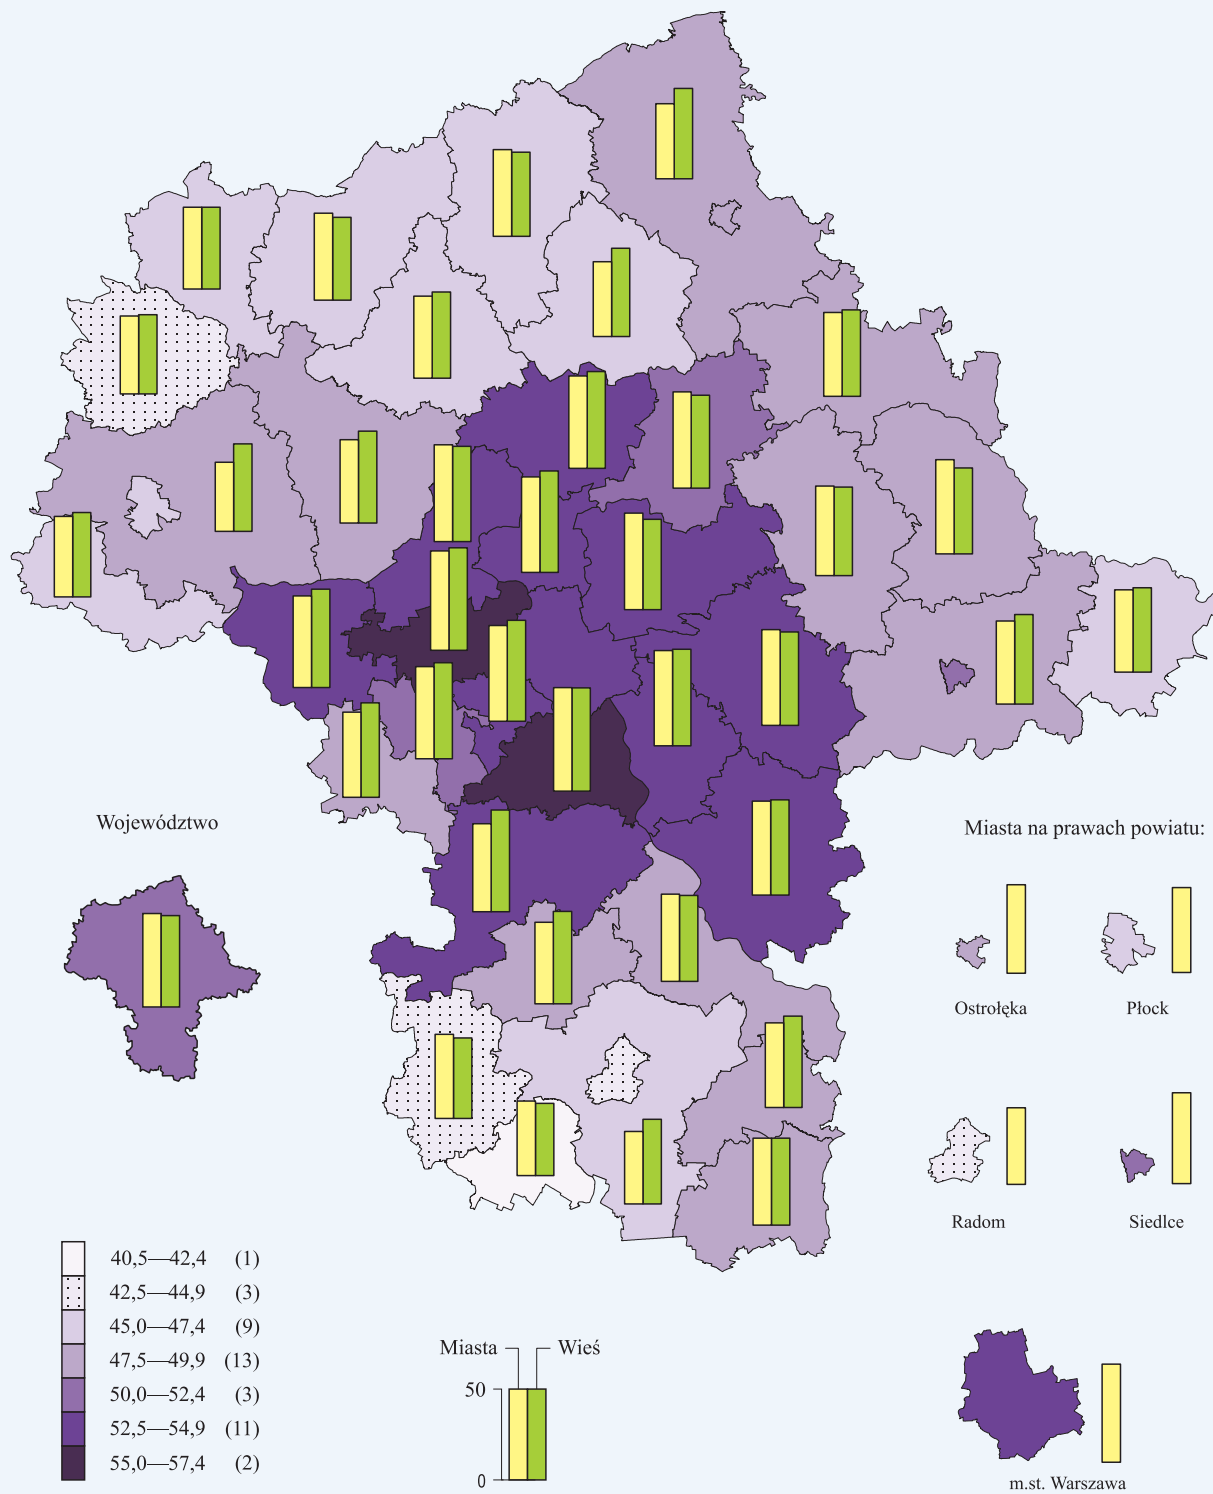 Województwo
Miasta na prawach powiatu:
Ostrołęka
Płock
Radom
Siedlce
40,5—42,4 (1)
42,5—44,9 (3)
45,0—47,4 (9)
47,5—49,9 (13)
50,0—52,4 (3)
52,5—54,9 (11)
55,0—57,4 (2)
Miasta Wieś
50
0
m.st. Warszawa